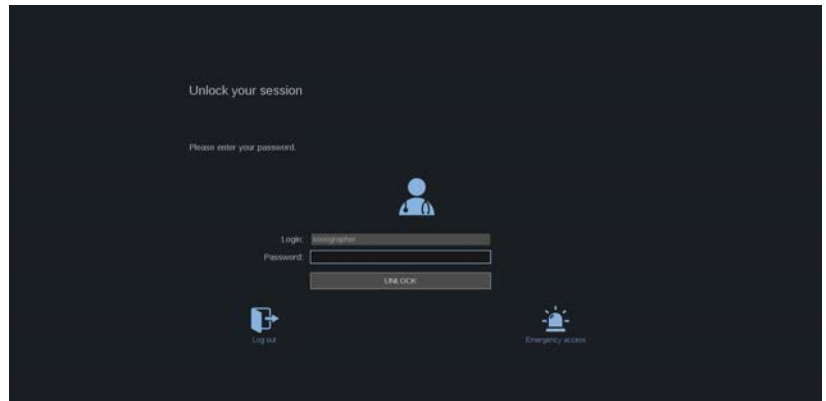 Unlock your session
Please enter your password.
Login: sonographer
Password:
UNLOCK
Log out
Emergency access